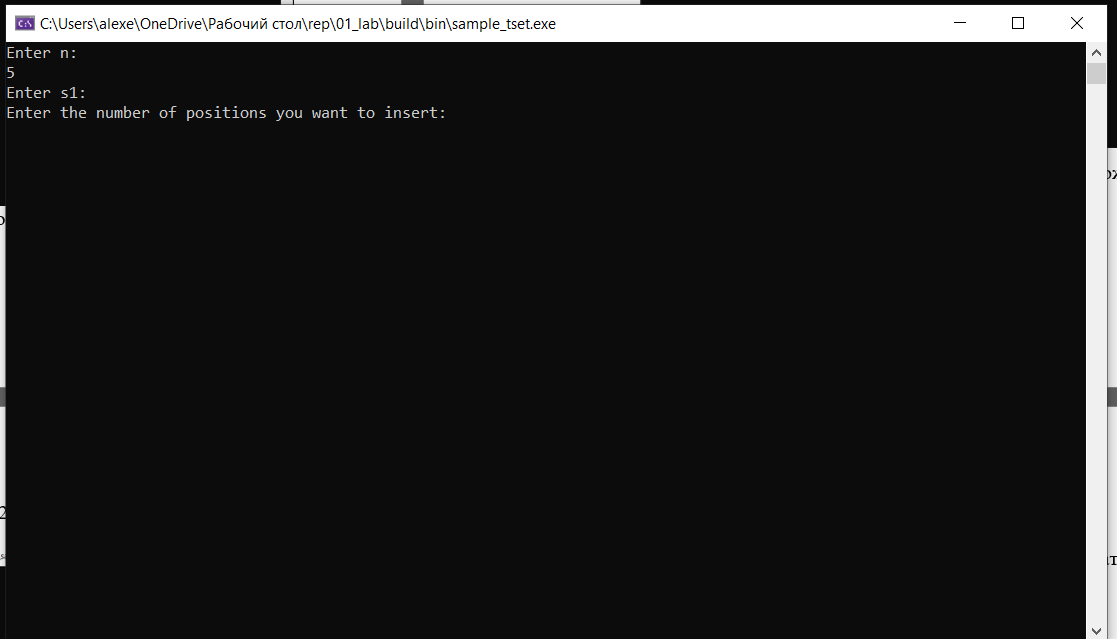 C:\Users\alexe\OneDrive\Рабочий стол\rep\01_lab\build\bin\sample_tset.exe
Enter n:
5
Enter s1:
Enter the number of positions you want to insert: